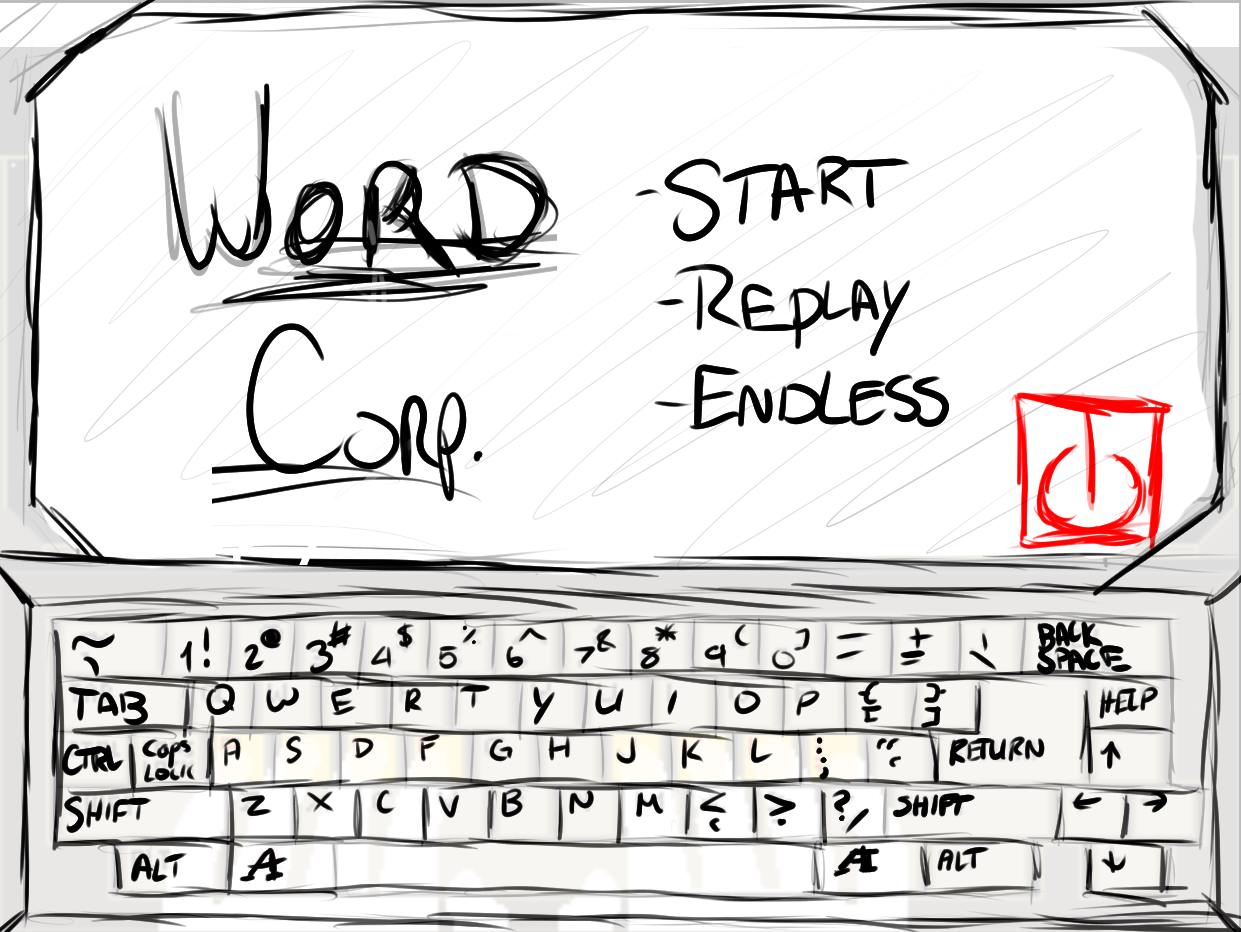 WORD
Corp.
-START
-REPLAY
-ENDLESS
~ ` 1! 2@ 3# 4$ 5% 6^ 7& 8* 9( 0) - _ + = | \ BACK SPACE
TAB Q W E R T Y U I O P { [ } ] HELP
CTRL Caps LOCK A S D F G H J K L : ; " ' RETURN ↑
SHIFT Z X C V B N M < , > . ? / SHIFT ← →
ALT A A ALT ↓